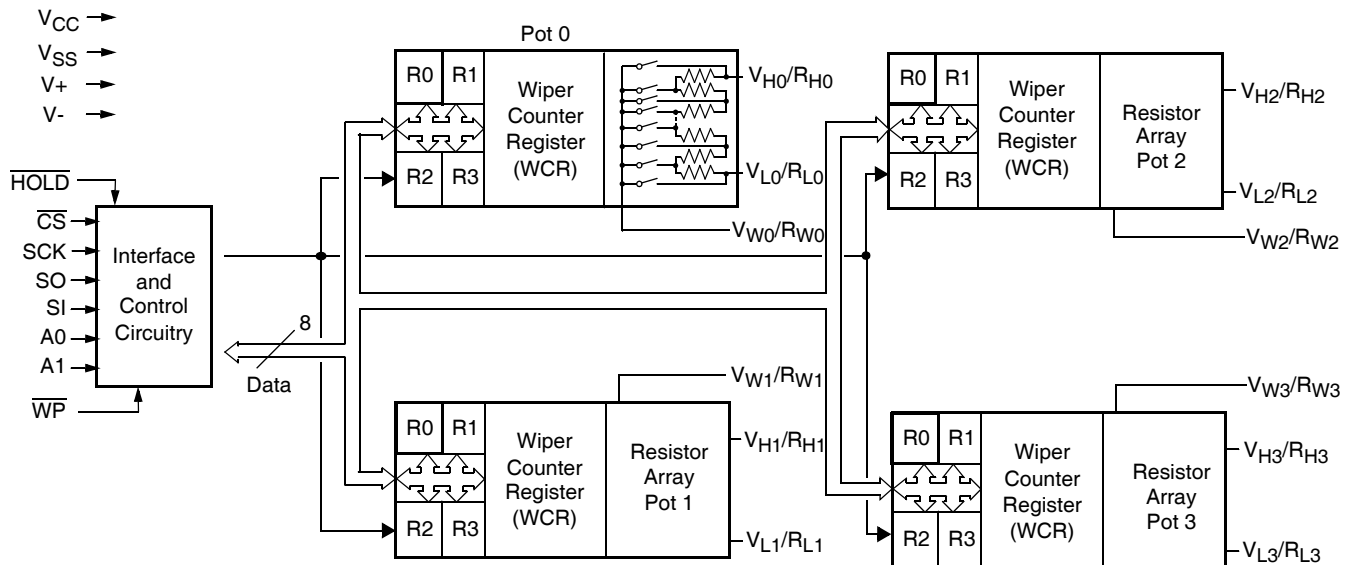 VCC
VSS
V+
V-
HOLD
CS
SCK
SO
SI
A0
A1
WP
Interface
and
Control
Circuitry
8
Data
Pot 0
R0 R1
R2 R3
Wiper
Counter
Register
(WCR)
VH0/RH0
VL0/RL0
VW0/RW0
R0 R1
R2 R3
Wiper
Counter
Register
(WCR)
Resistor
Array
Pot 2
VH2/RH2
VL2/RL2
VW2/RW2
R0 R1
R2 R3
Wiper
Counter
Register
(WCR)
Resistor
Array
Pot 1
VW1/RW1
VH1/RH1
VL1/RL1
R0 R1
R2 R3
Wiper
Counter
Register
(WCR)
Resistor
Array
Pot 3
VW3/RW3
VH3/RH3
VL3/RL3